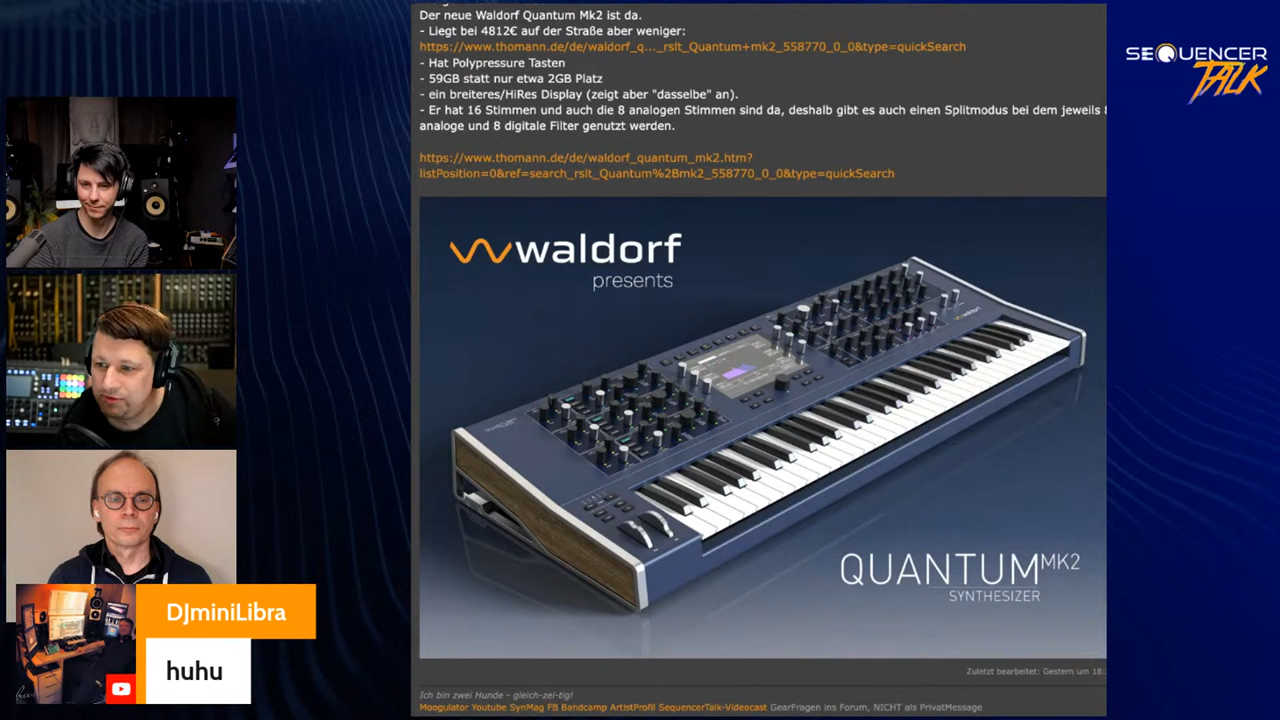 Der neue Waldorf Quantum Mk2 ist da.
- Liegt bei 4812€ auf der Straße aber weniger:
https://www.thomann.de/de/waldorf_q..._rslt_Quantum+mk2_558770_0_0&type=quickSearch
- Hat Polypressure Tasten
- 59GB statt nur etwa 2GB Platz
- ein breiteres/HiRes Display (zeigt aber "dasselbe" an).
- Er hat 16 Stimmen und auch die 8 analogen Stimmen sind da, deshalb gibt es auch einen Splitmodus bei dem jeweils
analoge und 8 digitale Filter genutzt werden.
https://www.thomann.de/de/waldorf_quantum_mk2.htm?
listPosition=0&ref=search_rslt_Quantum%2Bmk2_558770_0_0&type=quickSearch
SEQUENCER
TALK
waldorf
presents
waldorf
QUANTUM MK2
SYNTHESIZER
DJminiLibra
huhu
Zuletzt bearbeitet: Gestern um 18:
Ich bin zwei Hunde - gleich-zei-tig!
Moogulator Youtube SynMag FB Bandcamp ArtistProfil SequencerTalk-Videocast GearFragen ins Forum, NICHT als PrivatMessage